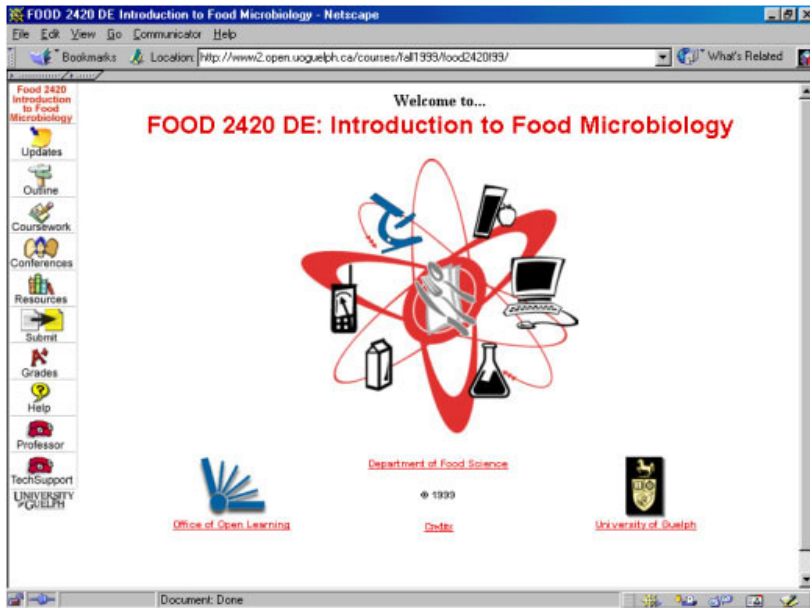 FOOD 2420 DE Introduction to Food Microbiology - Netscape
File Edit View Go Communicator Help
Bookmarks Location: http://www2.open.uoguelph.ca/courses/fall1999/food2420f99/ What's Related
Food 2420
Introduction
to Food
Microbiology
Updates
Outline
Coursework
Conferences
Resources
Submit
Grades
Help
Professor
TechSupport
UNIVERSITY
of GUELPH
Welcome to...
FOOD 2420 DE: Introduction to Food Microbiology
Department of Food Science
© 1999
Office of Open Learning
Credits
University of Guelph
Document: Done